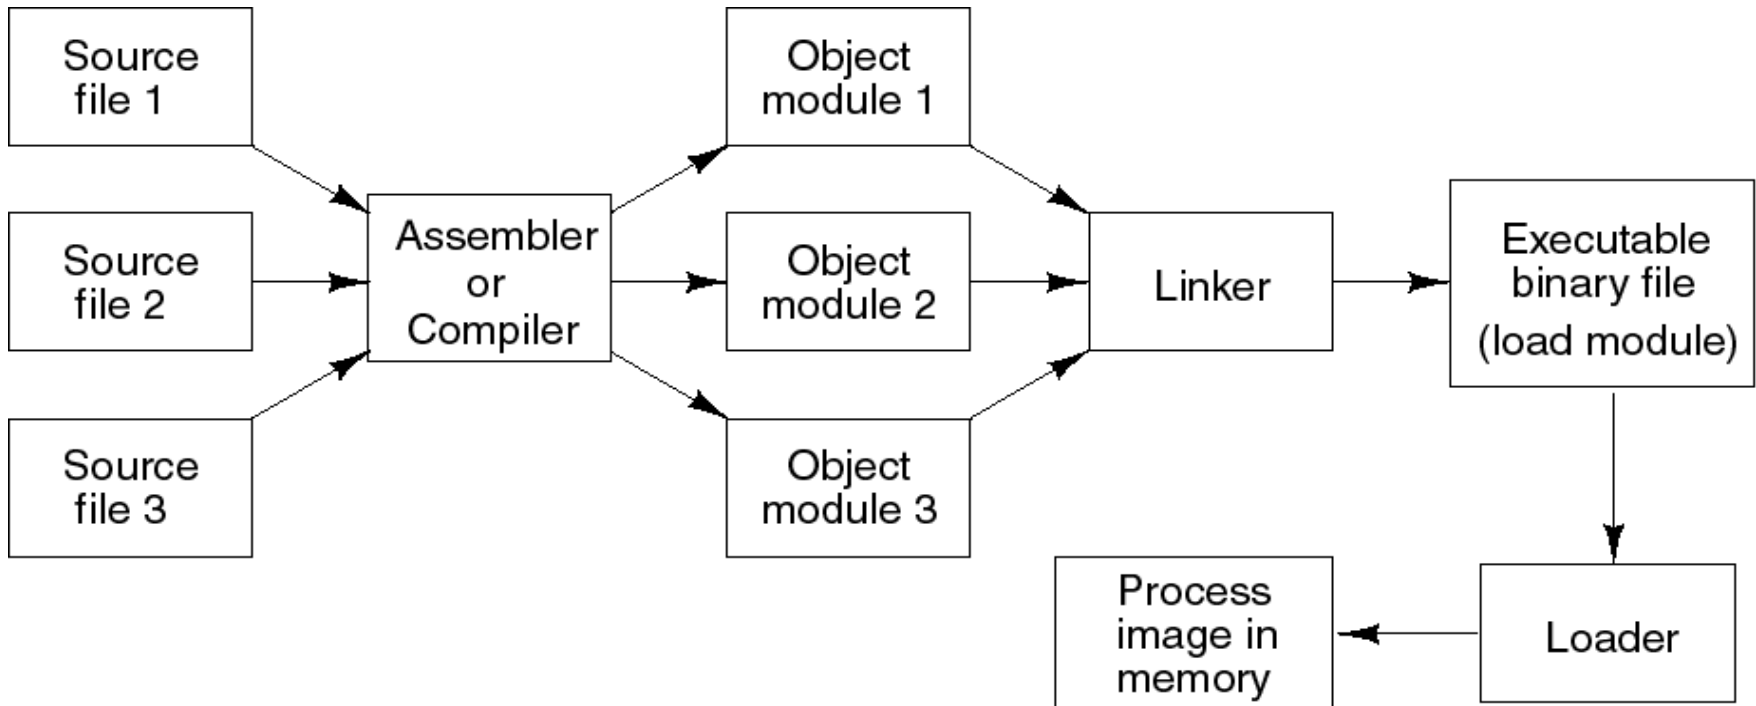 Source
file 1
Source
file 2
Source
file 3
Assembler
or
Compiler
Object
module 1
Object
module 2
Object
module 3
Linker
Executable
binary file
(load module)
Loader
Process
image in
memory